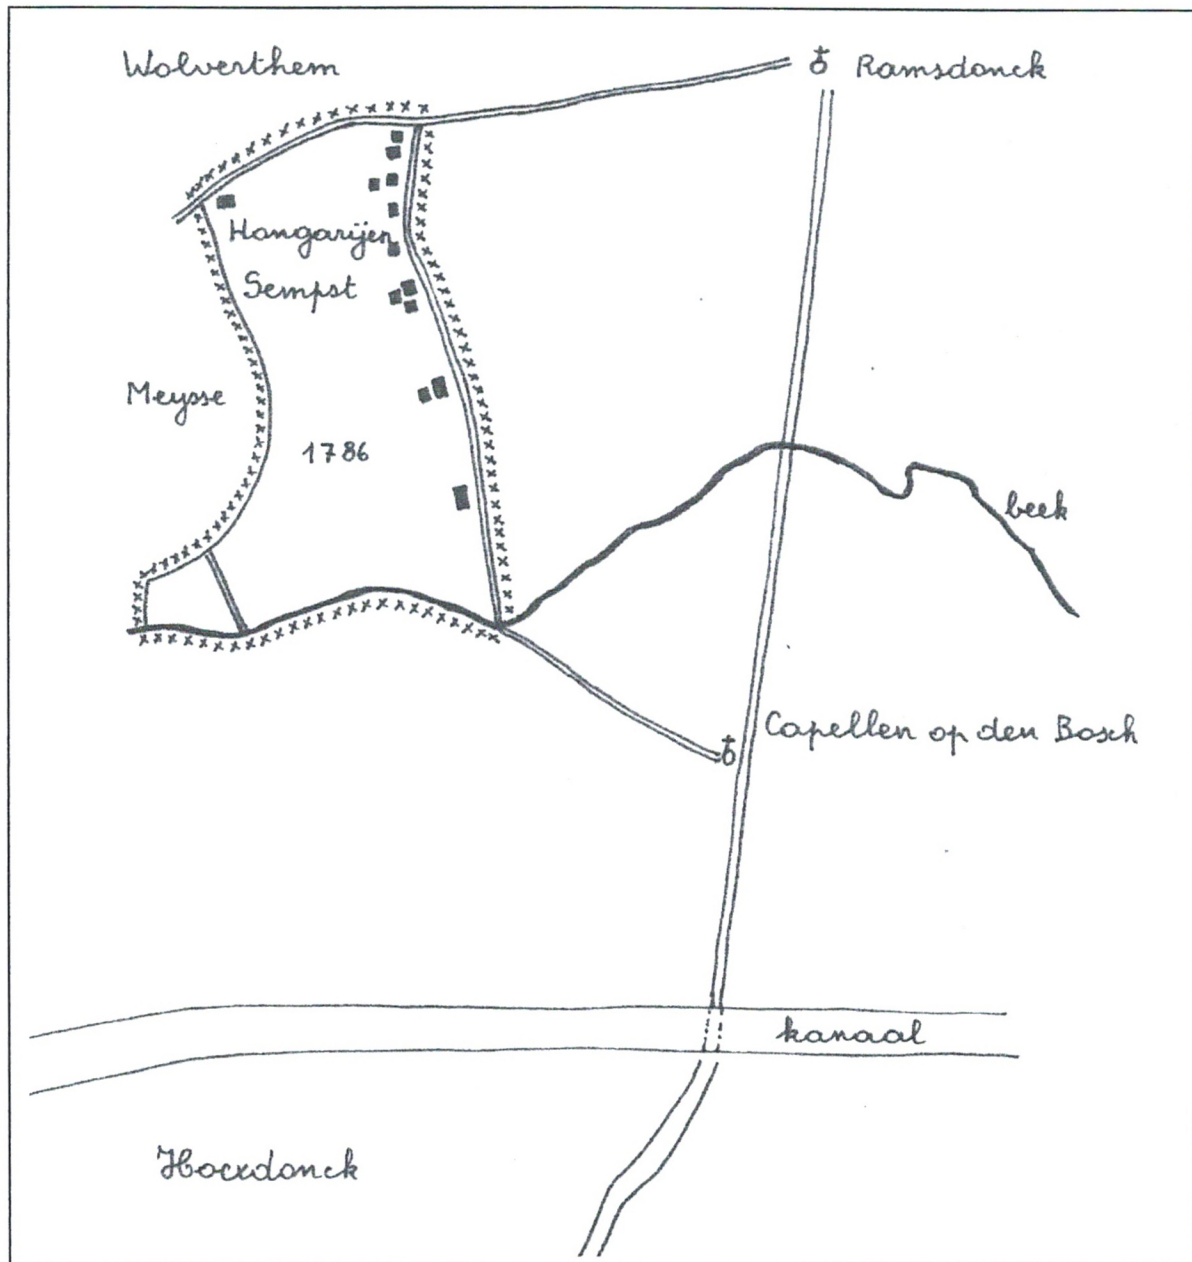 Wolverthem
Ramsdonck
Hongarijen
Sempst
Meysse
1786
beek
Capellen op den Bosch
kanaal
Hoexdonck